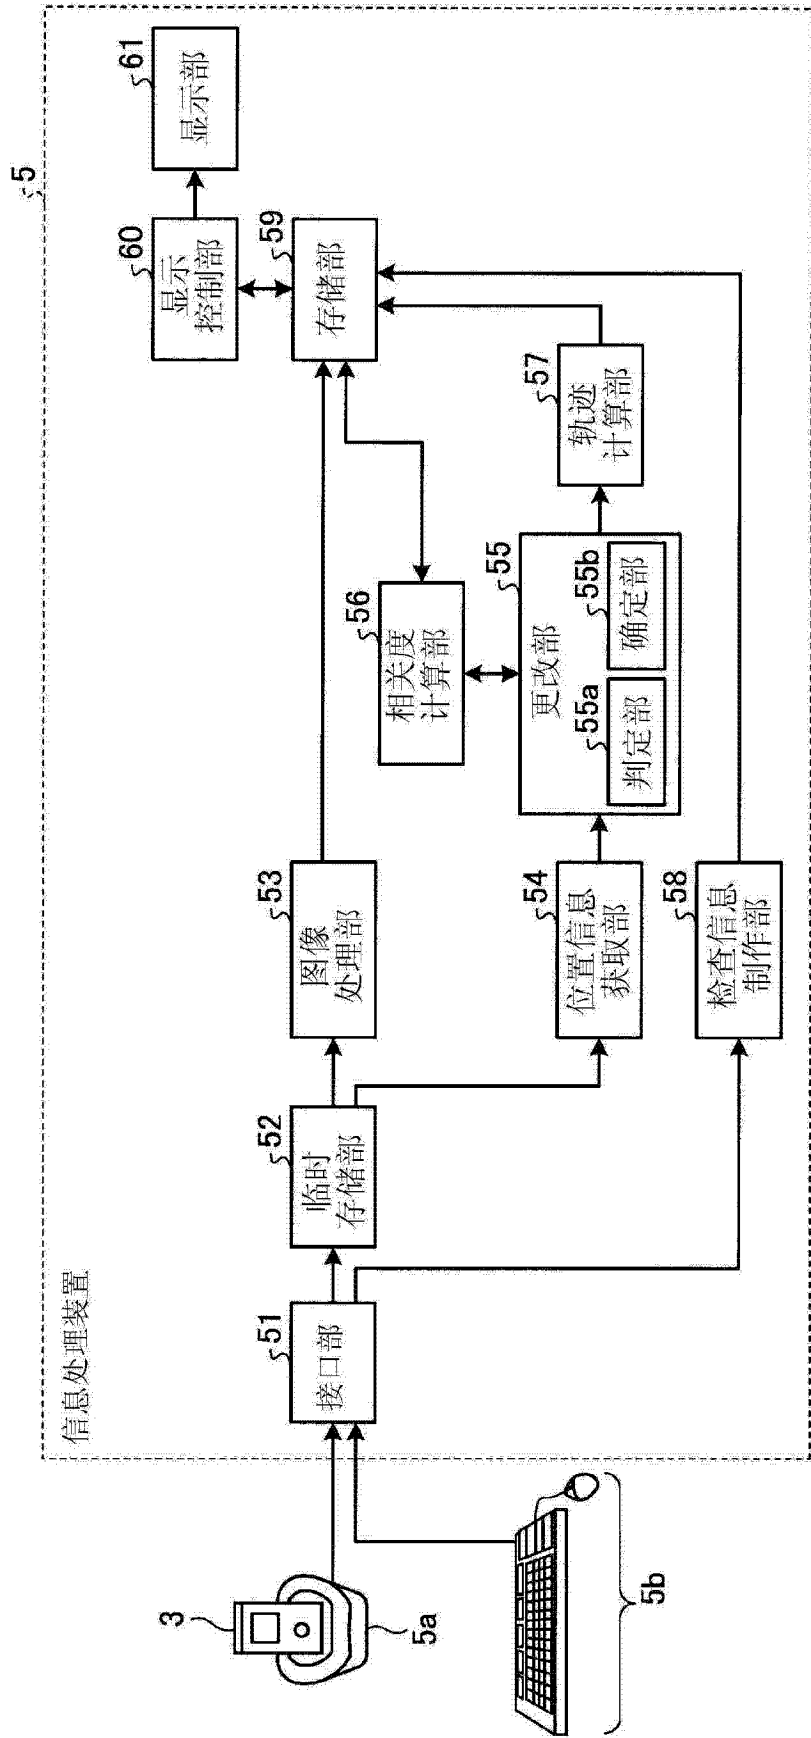 信息处理装置
5
3
5a
5b
51
接口部
52
临时
存储部
53
图像
处理部
54
位置信息
获取部
55
更改部
55a
判定部
55b
确定部
56
相关度
计算部
57
轨迹
计算部
58
检查信息
制作部
59
存储部
60
显示
控制部
61
显示部